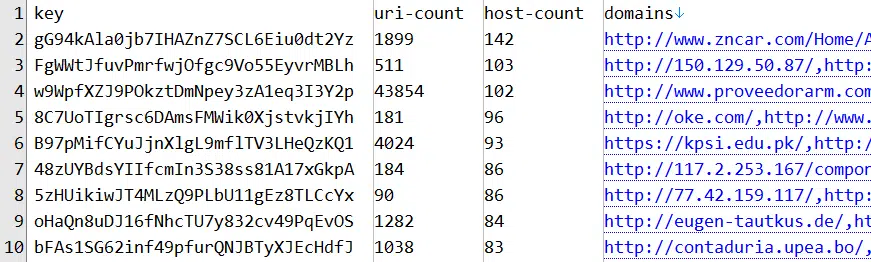 1 key uri-count host-count domains↓
2 gG94kAla0jb7IHAZnZ7SCL6Eiu0dt2Yz 1899 142 http://www.zncar.com/Home/A
3 FgWWtJfuvPmrfwjOfgc9Vo55EyvrMBLh 511 103 http://150.129.50.87/,http:
4 w9WpfXZJ9POkztDmNpey3zA1eq3I3Y2p 43854 102 http://www.proveedorarm.com
5 8C7UoTIgrsc6DAmsFMWik0XjstvkjIYh 181 96 http://oke.com/,http://www.
6 B97pMifCYuJjnXlgL9mflTV3LHeQzKQ1 4024 93 https://kpsi.edu.pk/,http:/
7 48zUYBdsYIIfcmIn3S38ss81A17xGkpA 184 86 http://117.2.253.167/compor
8 5zHUikiwJT4MLzQ9PLbU11gEz8TLCcYx 90 86 http://77.42.159.117/,http:
9 oHaQn8uDJ16fNhcTU7y832cv49PqEvOS 1282 84 http://eugen-tautkus.de/,ht
10 bFAs1SG62inf49pfurQNJBTyXJEcHdfJ 1038 83 http://contaduria.upea.bo/,